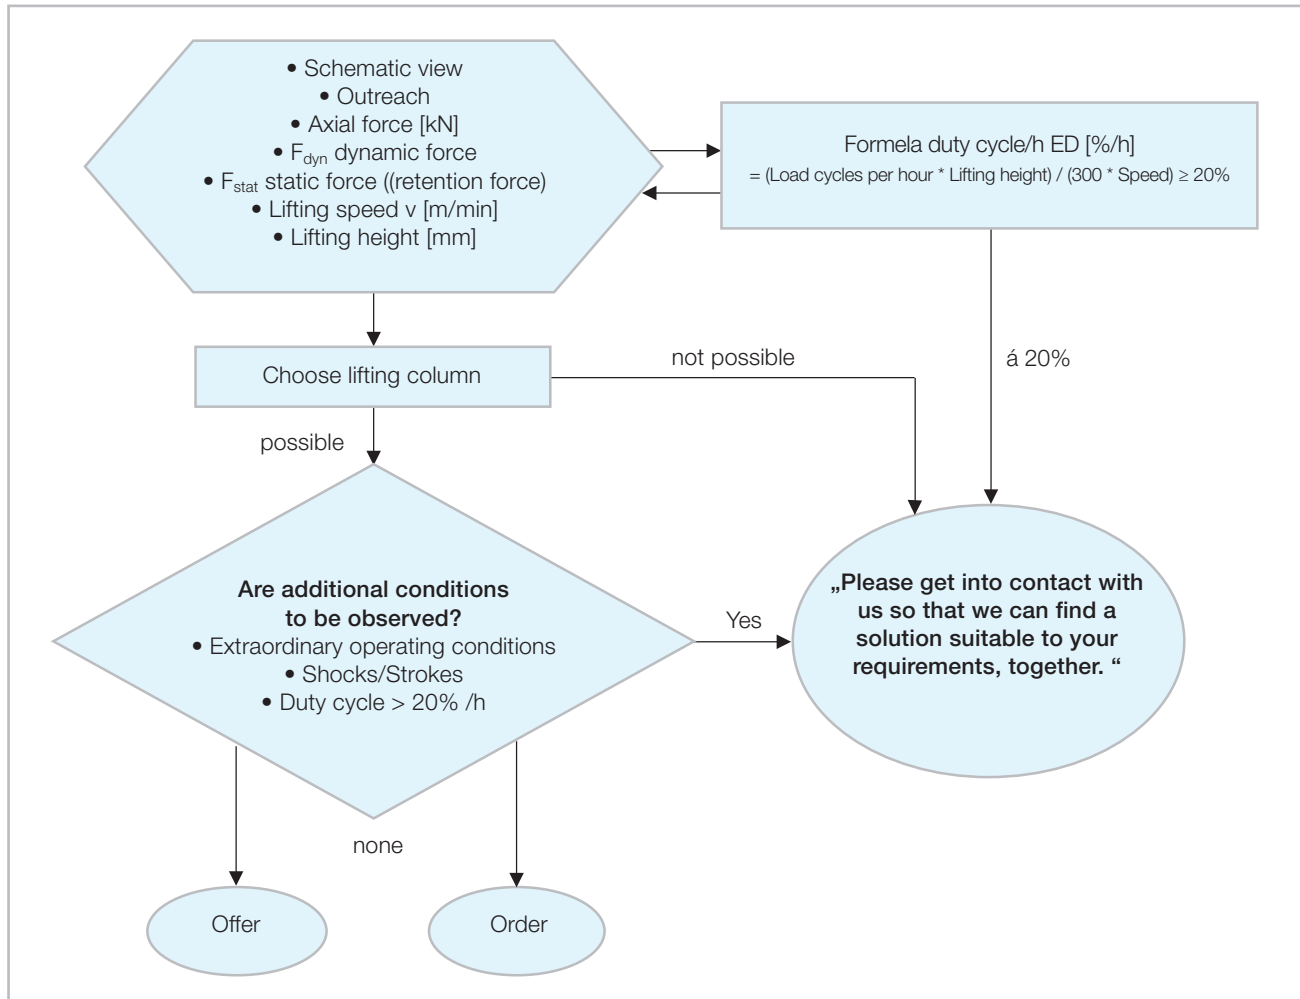 • Schematic view
• Outreach
• Axial force [kN]
• Fdyn dynamic force
• Fstat static force ((retention force)
• Lifting speed v [m/min]
• Lifting height [mm]
Formela duty cycle/h ED [%/h]
= (Load cycles per hour * Lifting height) / (300 * Speed) ≥ 20%
Choose lifting column
not possible
á 20%
possible
Are additional conditions
to be observed?
• Extraordinary operating conditions
• Shocks/Strokes
• Duty cycle > 20% /h
Yes
„Please get into contact with
us so that we can find a
solution suitable to your
requirements, together. “
none
Offer
Order